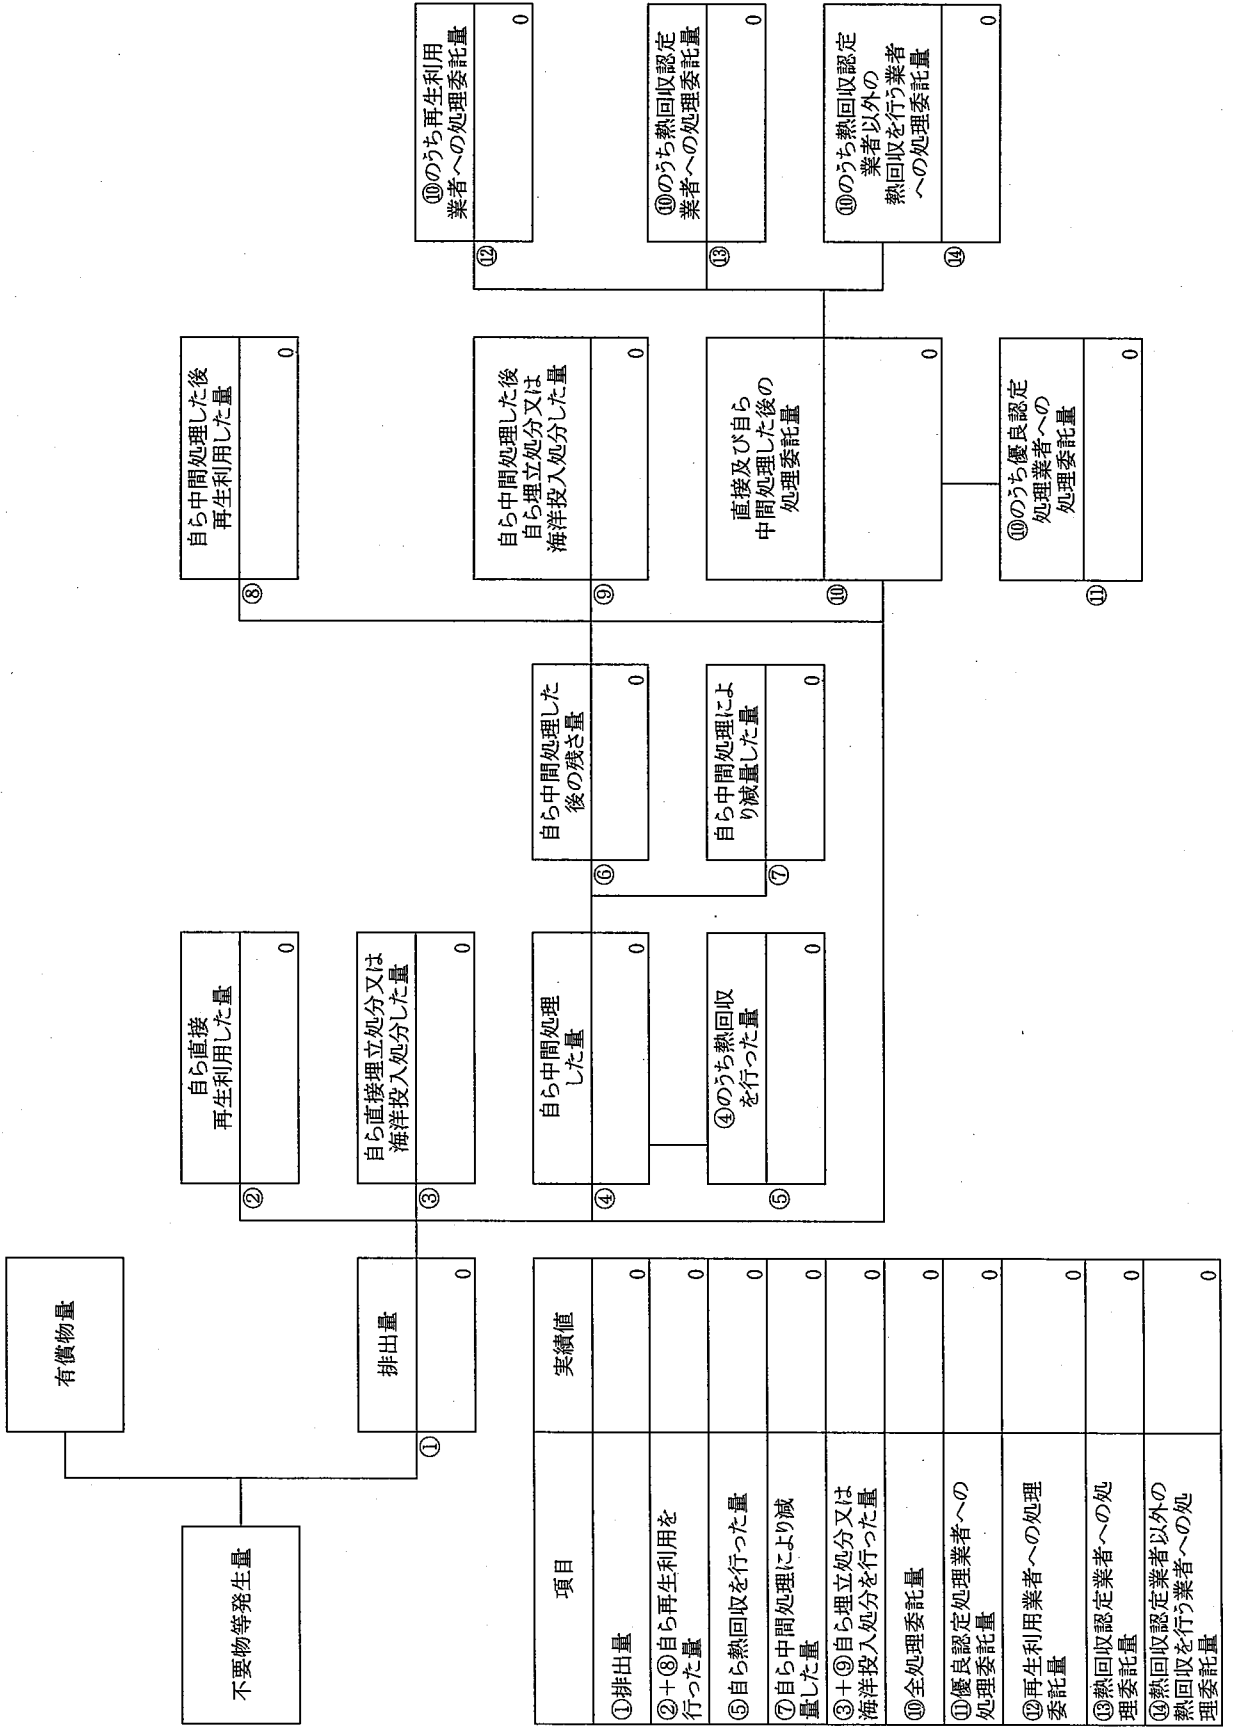 不要物等発生量
有償物量
排出量
①
0
自ら直接
再生利用した量
②
0
自ら直接埋立処分又は
海洋投入処分した量
③
0
自ら中間処理
した量
④
0
④のうち熱回収
を行った量
⑤
0
自ら中間処理した
後の残さ量
⑥
0
自ら中間処理によ
り減量した量
⑦
0
自ら中間処理した後
再生利用した量
⑧
0
自ら中間処理した後
自ら埋立処分又は
海洋投入処分した量
⑨
0
直接及び自ら
中間処理した後の
処理委託量
⑩
0
⑩のうち優良認定
処理業者への
処理委託量
⑪
0
⑩のうち再生利用
業者への処理委託量
⑫
0
⑩のうち熱回収認定
業者への処理委託量
⑬
0
⑩のうち熱回収認定
業者以外の
熱回収を行う業者
への処理委託量
⑭
0
項目 実績値
①排出量 0
②+⑧自ら再生利用を
行った量 0
⑤自ら熱回収を行った量 0
⑦自ら中間処理により減
量した量 0
③+⑨自ら埋立処分又は
海洋投入処分を行った量 0
⑩全処理委託量 0
⑪優良認定処理業者への
処理委託量 0
⑫再生利用業者への処理
委託量 0
⑬熱回収認定業者への処
理委託量 0
⑭熱回収認定業者以外の
熱回収を行う業者への処
理委託量 0